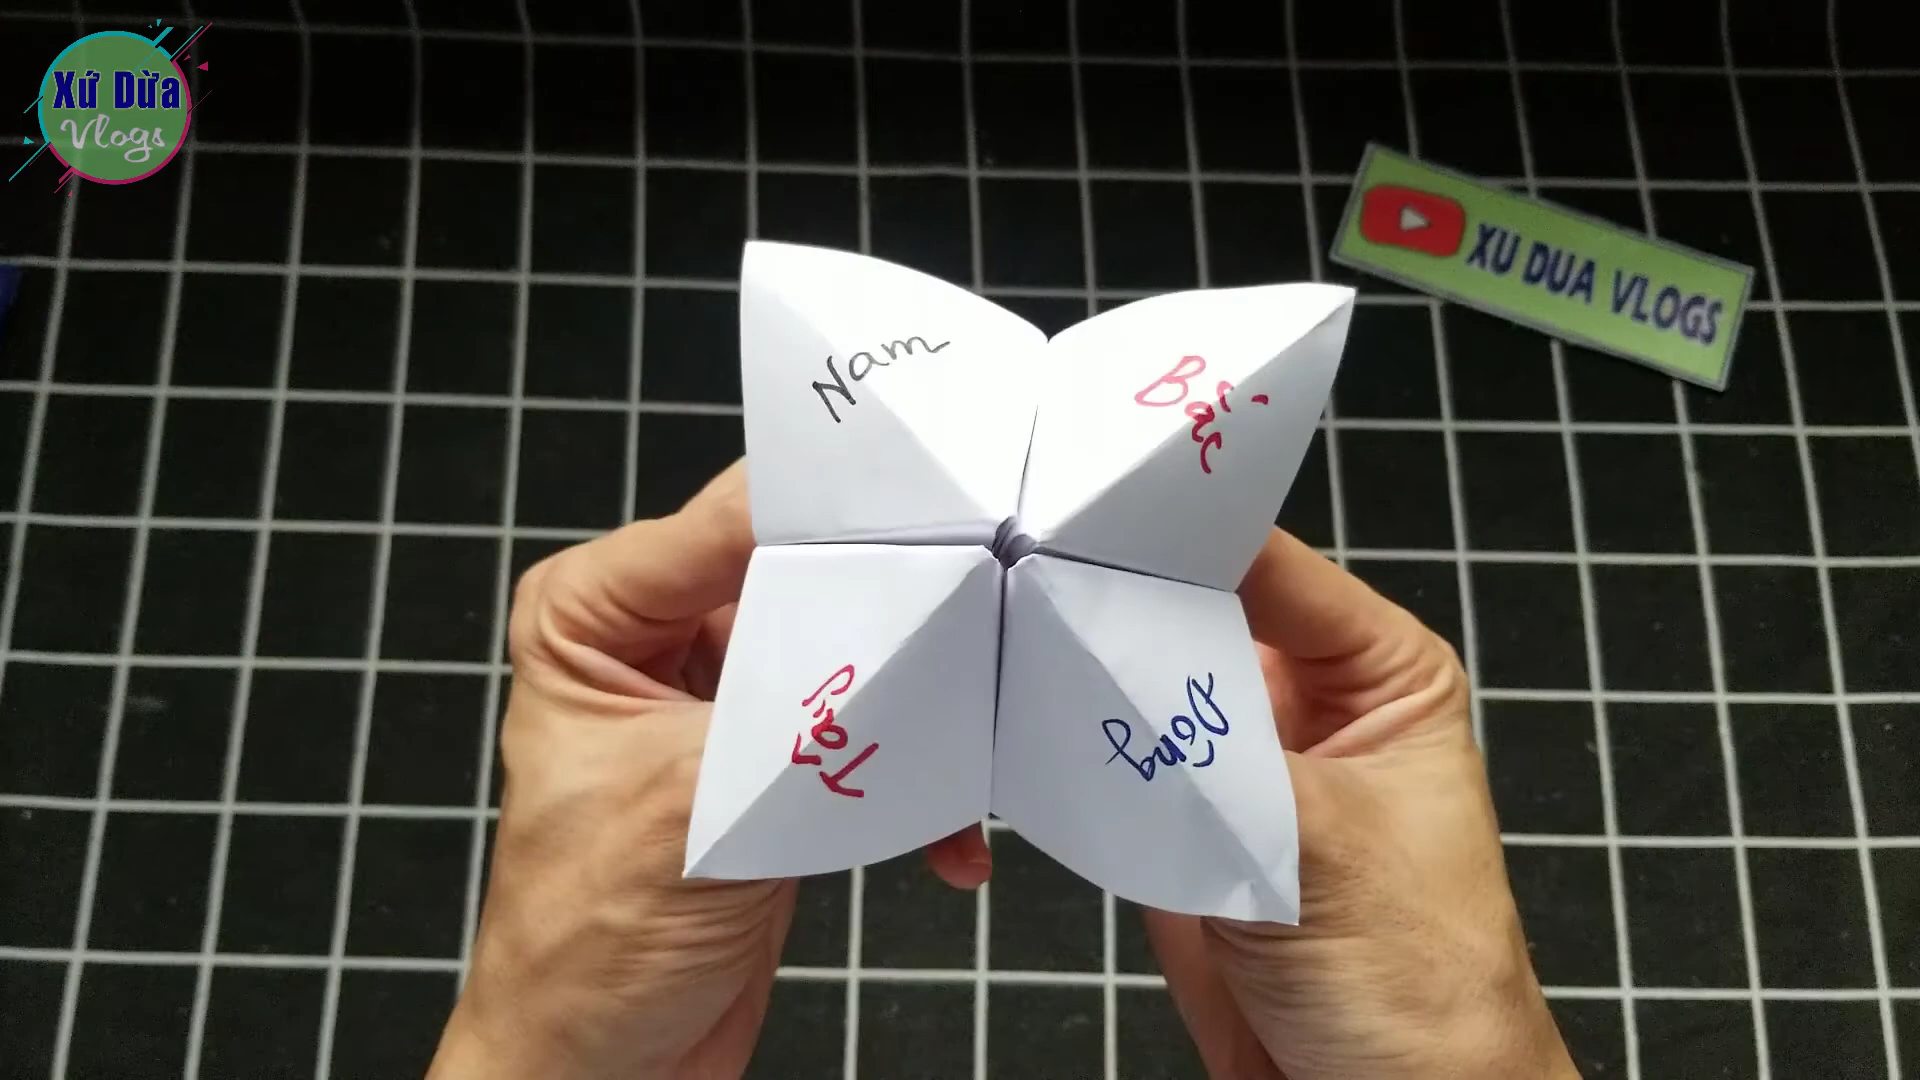 Xứ Dừa
Vlogs
XU DUA VLOGS
Nam
Bắc
Tây
Đông